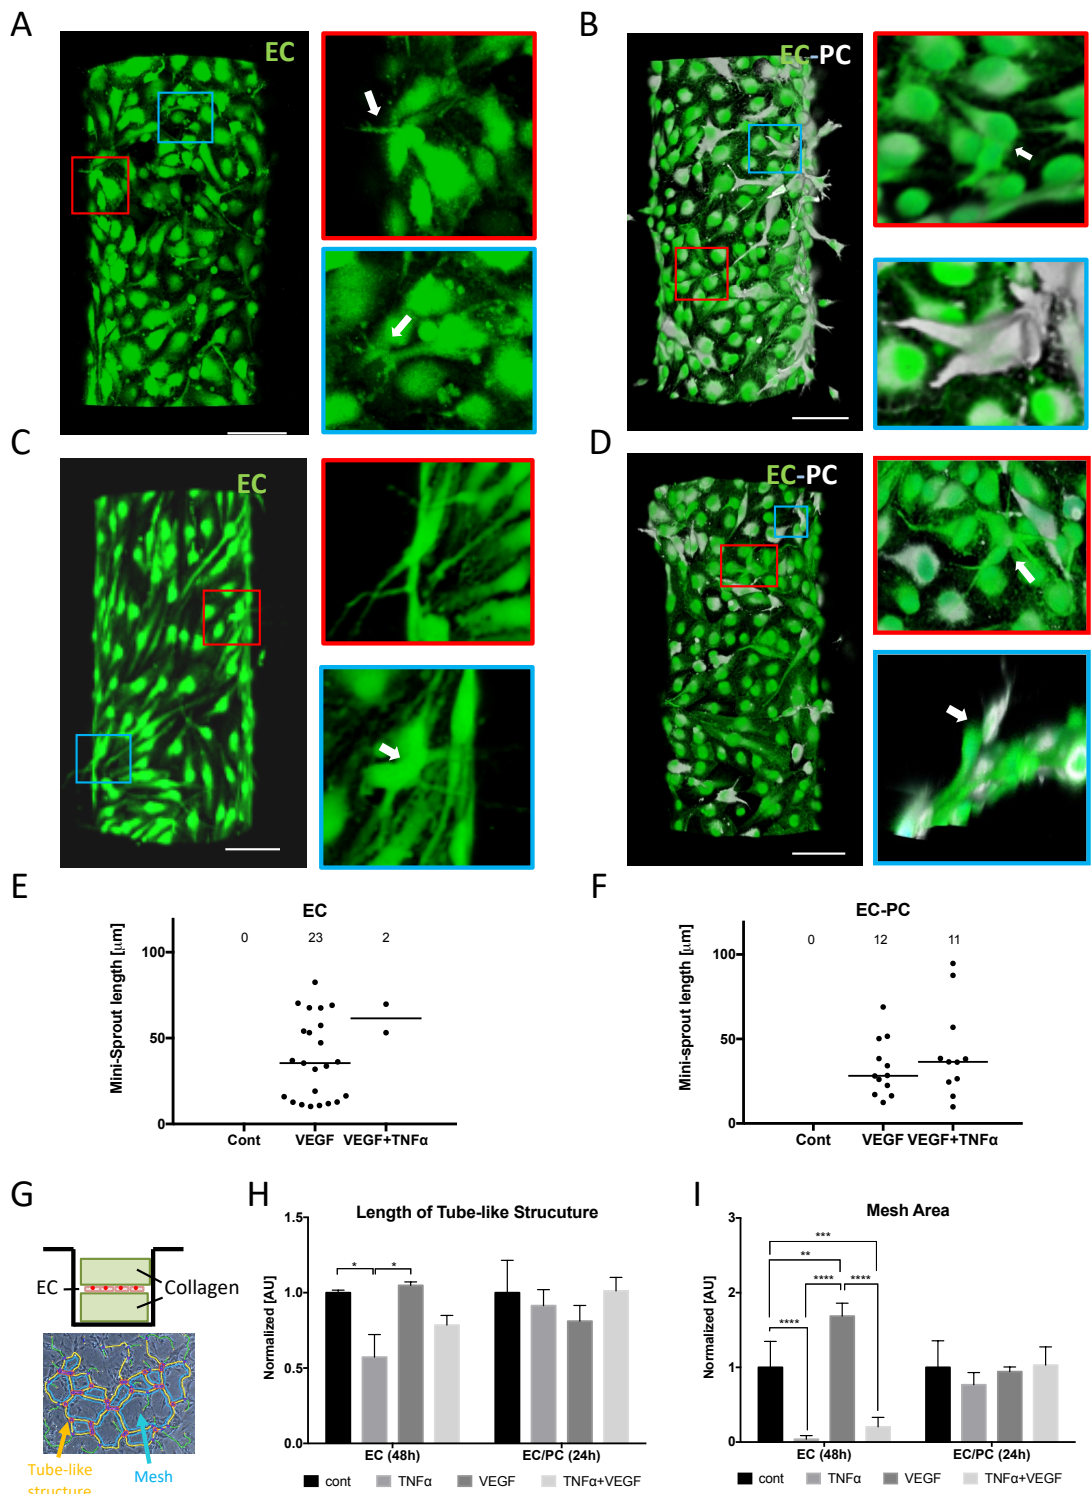 A
EC
B
EC-PC
C
EC
D
EC-PC
E
EC
Mini-Sprout length [µm]
100
50
0
0
23
2
Cont
VEGF
VEGF+TNFα
F
EC-PC
Mini-sprout length [µm]
100
50
0
0
12
11
Cont
VEGF
VEGF+TNFα
G
EC
Collagen
Tube-like
structure
Mesh
H
Length of Tube-like Strucuture
Normalized [AU]
1.5
1.0
0.5
0.0
*
*
EC (48h)
EC/PC (24h)
cont
TNFα
VEGF
TNFα+VEGF
I
Mesh Area
Normalized [AU]
3
2
1
0
***
**
****
****
****
EC (48h)
EC/PC (24h)
cont
TNFα
VEGF
TNFα+VEGF